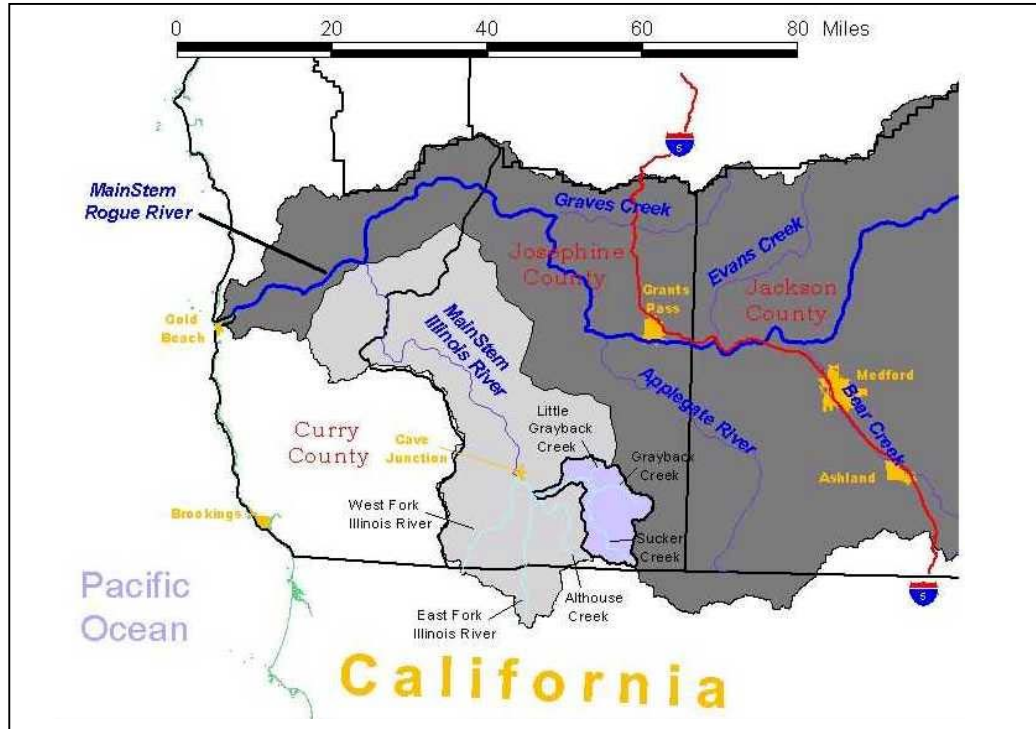 0 20 40 60 80 Miles
5
MainStem
Rogue River
Graves Creek
Evans Creek
Josephine
County
Jackson
County
Grants
Pass
Gold
Beach
MainStem
Illinois River
Applegate River
Medford
Bear Creek
Little
Grayback
Creek
Curry
County
Cave
Junction
Grayback
Creek
Ashland
West Fork
Illinois River
Brookings
Sucker
Creek
Pacific
Ocean
Althouse
Creek
5
East Fork
Illinois River
California